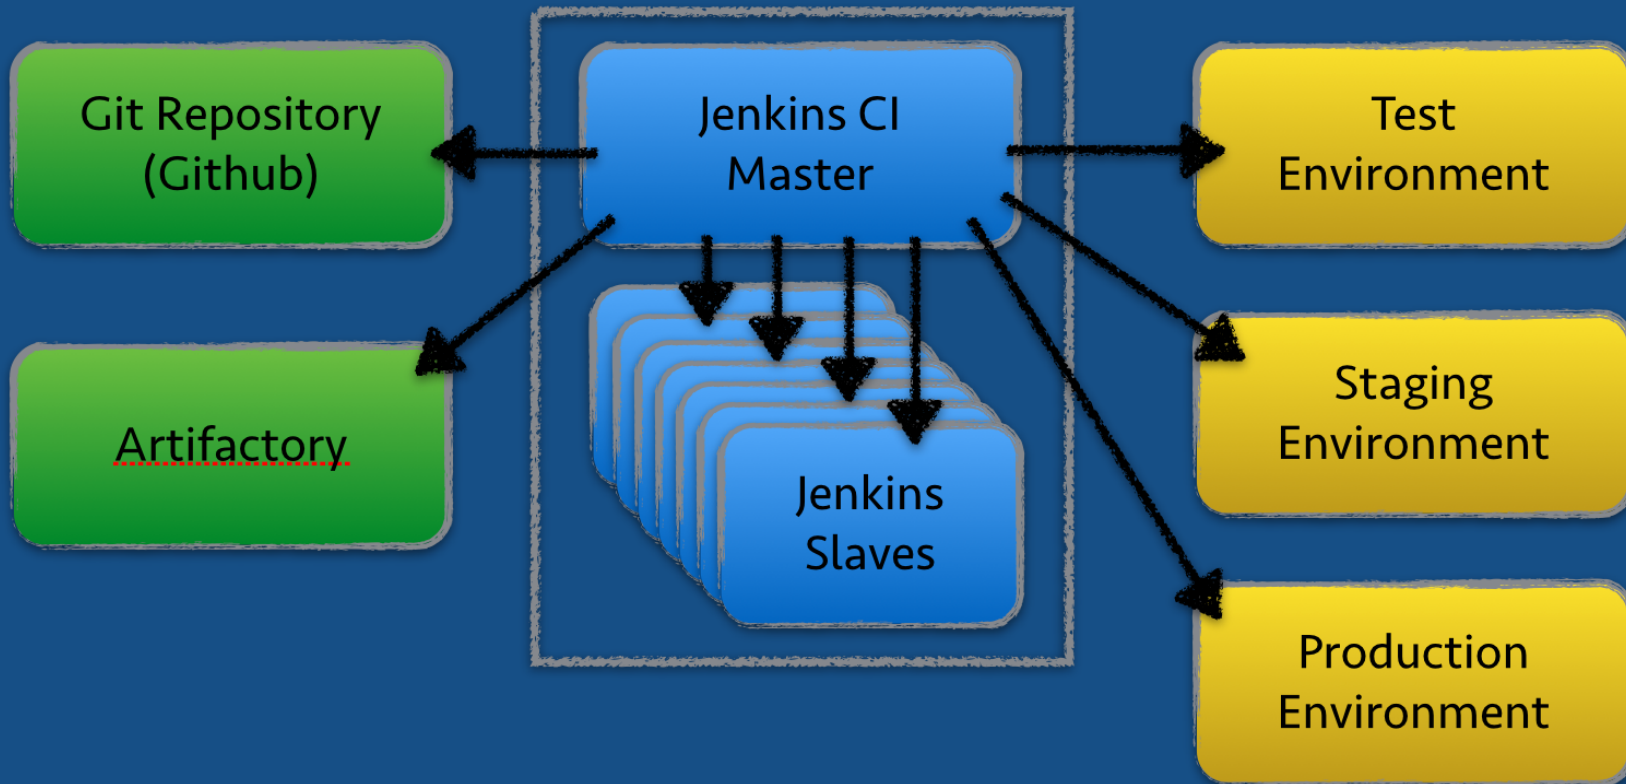 Git Repository
(Github)
Jenkins CI
Master
Test
Environment
Artifactory
Staging
Environment
Jenkins
Slaves
Production
Environment